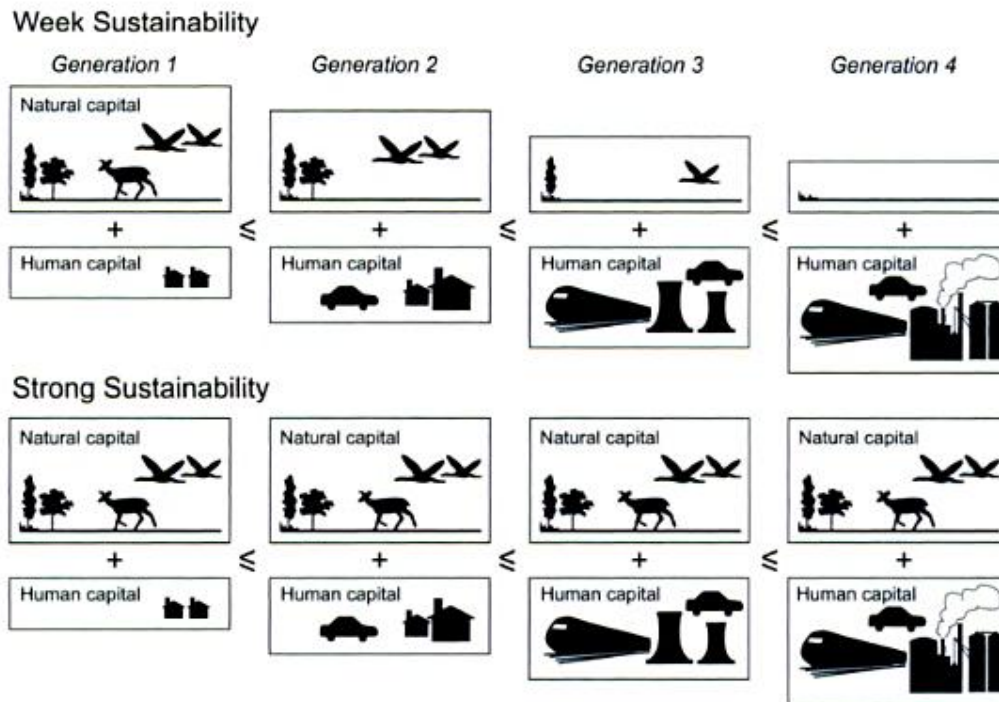 Week Sustainability
Generation 1 Generation 2 Generation 3 Generation 4
Natural capital
+ ≤ + ≤ + ≤ +
Human capital Human capital Human capital Human capital
Strong Sustainability
Natural capital Natural capital Natural capital Natural capital
+ ≤ + ≤ + ≤ +
Human capital Human capital Human capital Human capital